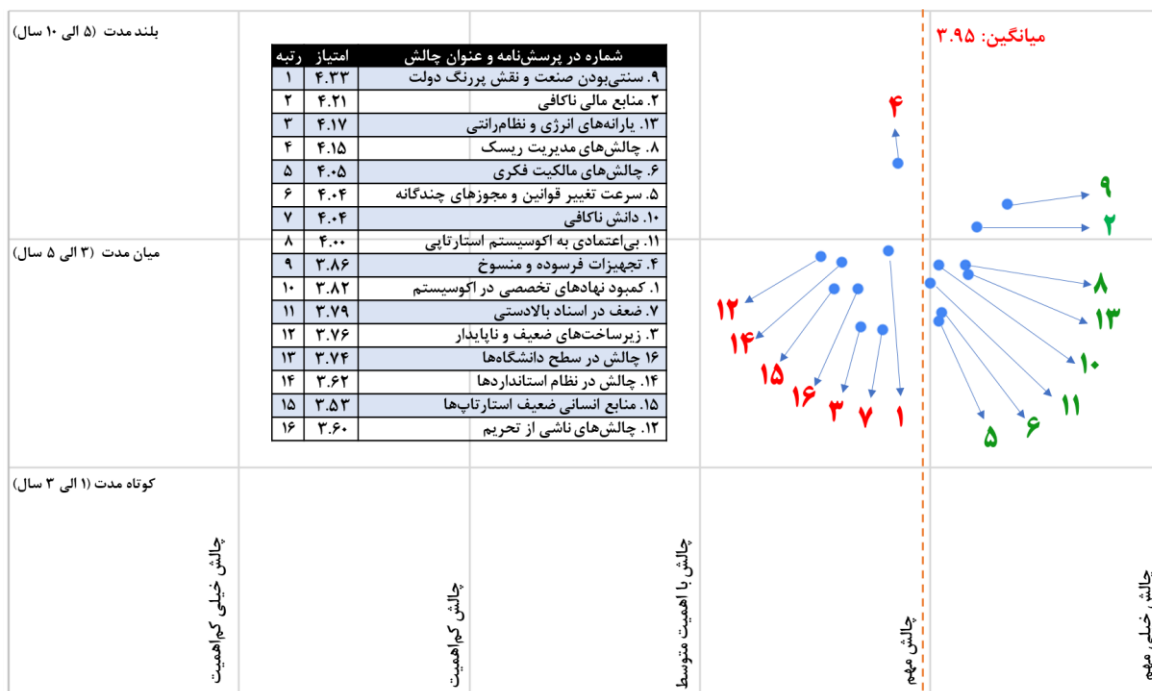 بلند مدت (۵ الی ۱۰ سال)
میانگین: ۳.۹۵
شماره در پرسش‌نامه و عنوان چالش امتیاز رتبه
۹. سنتی‌بودن صنعت و نقش پررنگ دولت ۴.۳۳ ۱
۲. منابع مالی ناکافی ۴.۲۱ ۲
۱۳. یارانه‌های انرژی و نظام‌رانتی ۴.۱۷ ۳
۸. چالش‌های مدیریت ریسک ۴.۱۵ ۴
۶. چالش‌های مالکیت فکری ۴.۰۵ ۵
۵. سرعت تغییر قوانین و مجوزهای چندگانه ۴.۰۴ ۶
۱۰. دانش ناکافی ۴.۰۴ ۷
۱۱. بی‌اعتمادی به اکوسیستم استارتاپی ۴.۰۰ ۸
۴. تجهیزات فرسوده و منسوخ ۳.۸۶ ۹
۱. کمبود نهادهای تخصصی در اکوسیستم ۳.۸۲ ۱۰
۷. ضعف در اسناد بالادستی ۳.۷۹ ۱۱
۳. زیرساخت‌های ضعیف و ناپایدار ۳.۷۶ ۱۲
۱۶ چالش در سطح دانشگاه‌ها ۳.۷۴ ۱۳
۱۴. چالش در نظام استانداردها ۳.۶۲ ۱۴
۱۵. منابع انسانی ضعیف استارتاپ‌ها ۳.۵۳ ۱۵
۱۲. چالش‌های ناشی از تحریم ۳.۶۰ ۱۶
۴
۹
۲
میان مدت (۳ الی ۵ سال)
۸
۱۳
۱۰
۱۱
۶
۵
۱
۷
۳
۱۶
۱۵
۱۴
۱۲
کوتاه مدت (۱ الی ۳ سال)
چالش خیلی کم‌اهمیت
چالش کم‌اهمیت
چالش با اهمیت متوسط
چالش مهم
چالش خیلی مهم